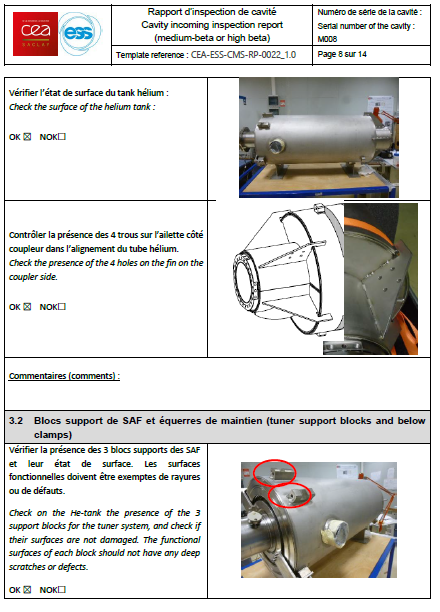 cea
SACLAY
ess
Rapport d'inspection de cavité
Cavity incoming inspection report
(medium-beta or high beta)
Template reference : CEA-ESS-CMS-RP-0022_1.0
Numéro de série de la cavité :
Serial number of the cavity :
M008
Page 8 sur 14
Vérifier l'état de surface du tank hélium :
Check the surface of the helium tank :
OK ☒ NOK☐
Contrôler la présence des 4 trous sur l'ailette côté
coupleur dans l'alignement du tube hélium.
Check the presence of the 4 holes on the fin on the
coupler side.
OK ☒ NOK☐
Commentaires (comments) :
3.2 Blocs support de SAF et équerres de maintien (tuner support blocks and below
clamps)
Vérifier la présence des 3 blocs supports des SAF
et leur état de surface. Les surfaces
fonctionnelles doivent être exemptes de rayures
ou de défauts.
Check on the He-tank the presence of the 3
support blocks for the tuner system, and check if
their surfaces are not damaged. The functional
surfaces of each block should not have any deep
scratches or defects.
OK ☒ NOK☐